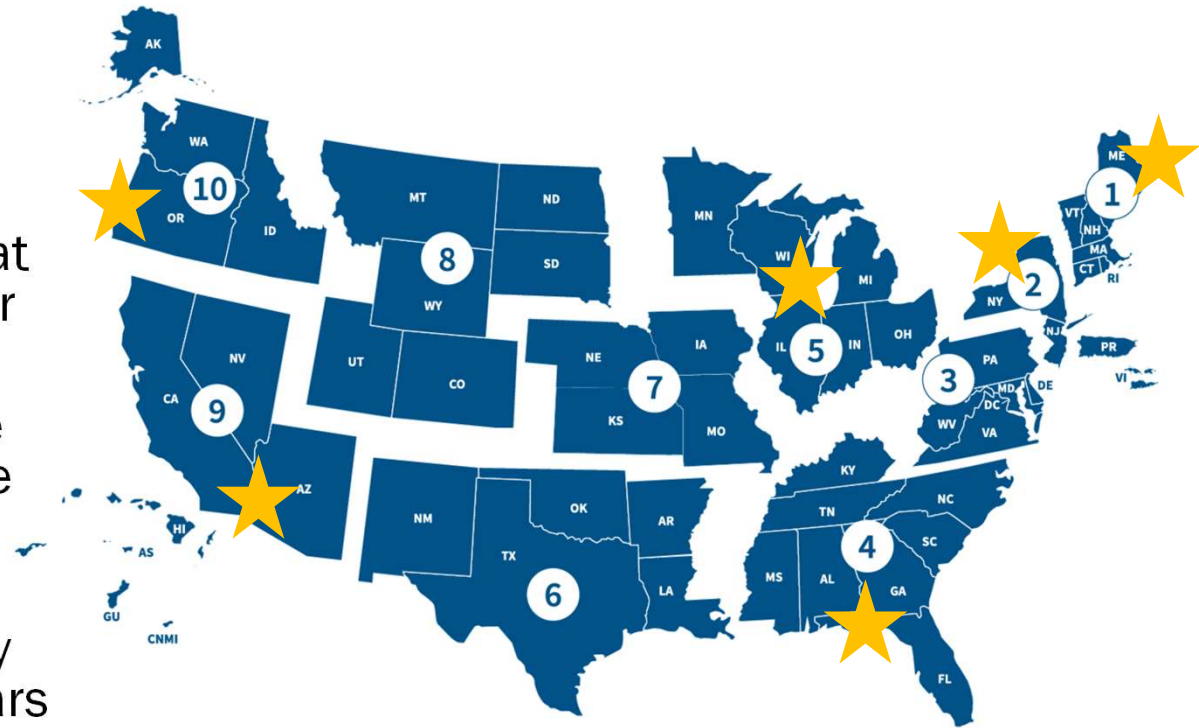 at
r
e
e
y
ars
AK
WA
10
OR
ID
MT
ND
SD
8
WY
MN
WI
MI
ME
1
VT
NH
MA
CT
RI
2
NY
NJ
PR
VI
UT
CO
NE
IA
7
KS
MO
IL
5
IN
OH
3
PA
MD
DE
DC
WV
VA
NV
CA
9
AZ
HI
AS
GU
CNMI
NM
OK
AR
TX
6
LA
KY
TN
NC
SC
4
MS
AL
GA
FL